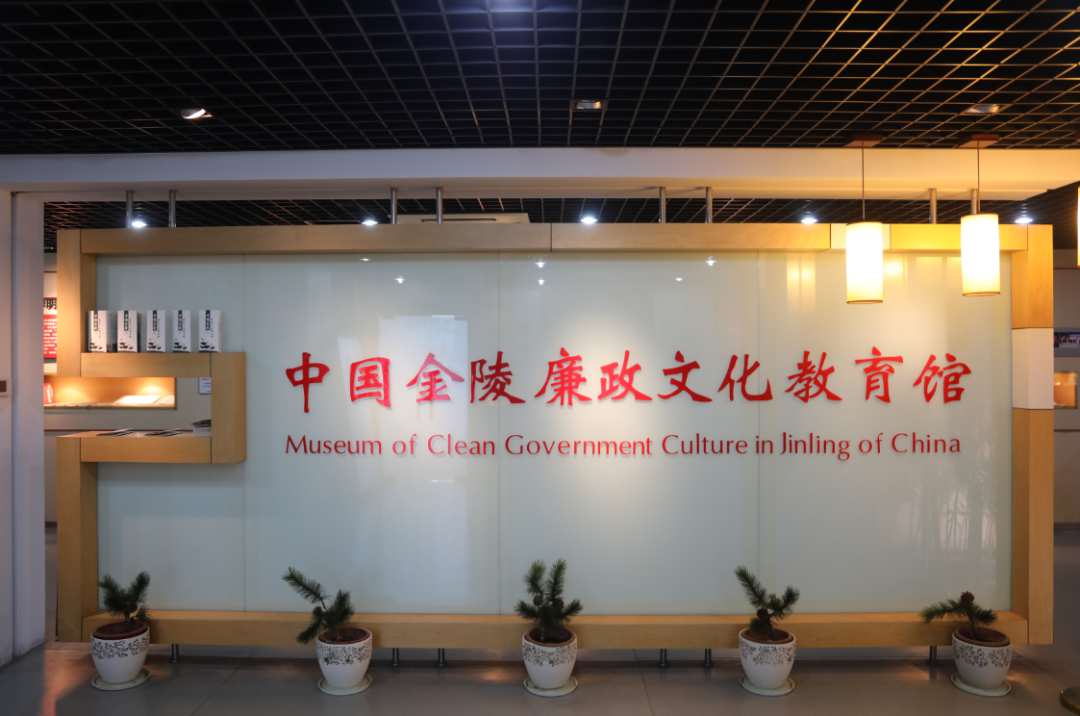 中国金陵廉政文化教育馆
Museum of Clean Government Culture in Jinling of China